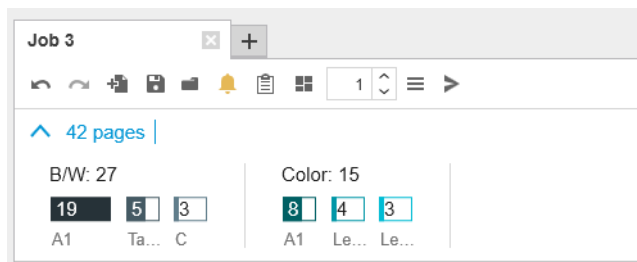 Job 3
1
42 pages
B/W: 27 Color: 15
19 5 3 8 4 3
A1 Ta... C A1 Le... Le...